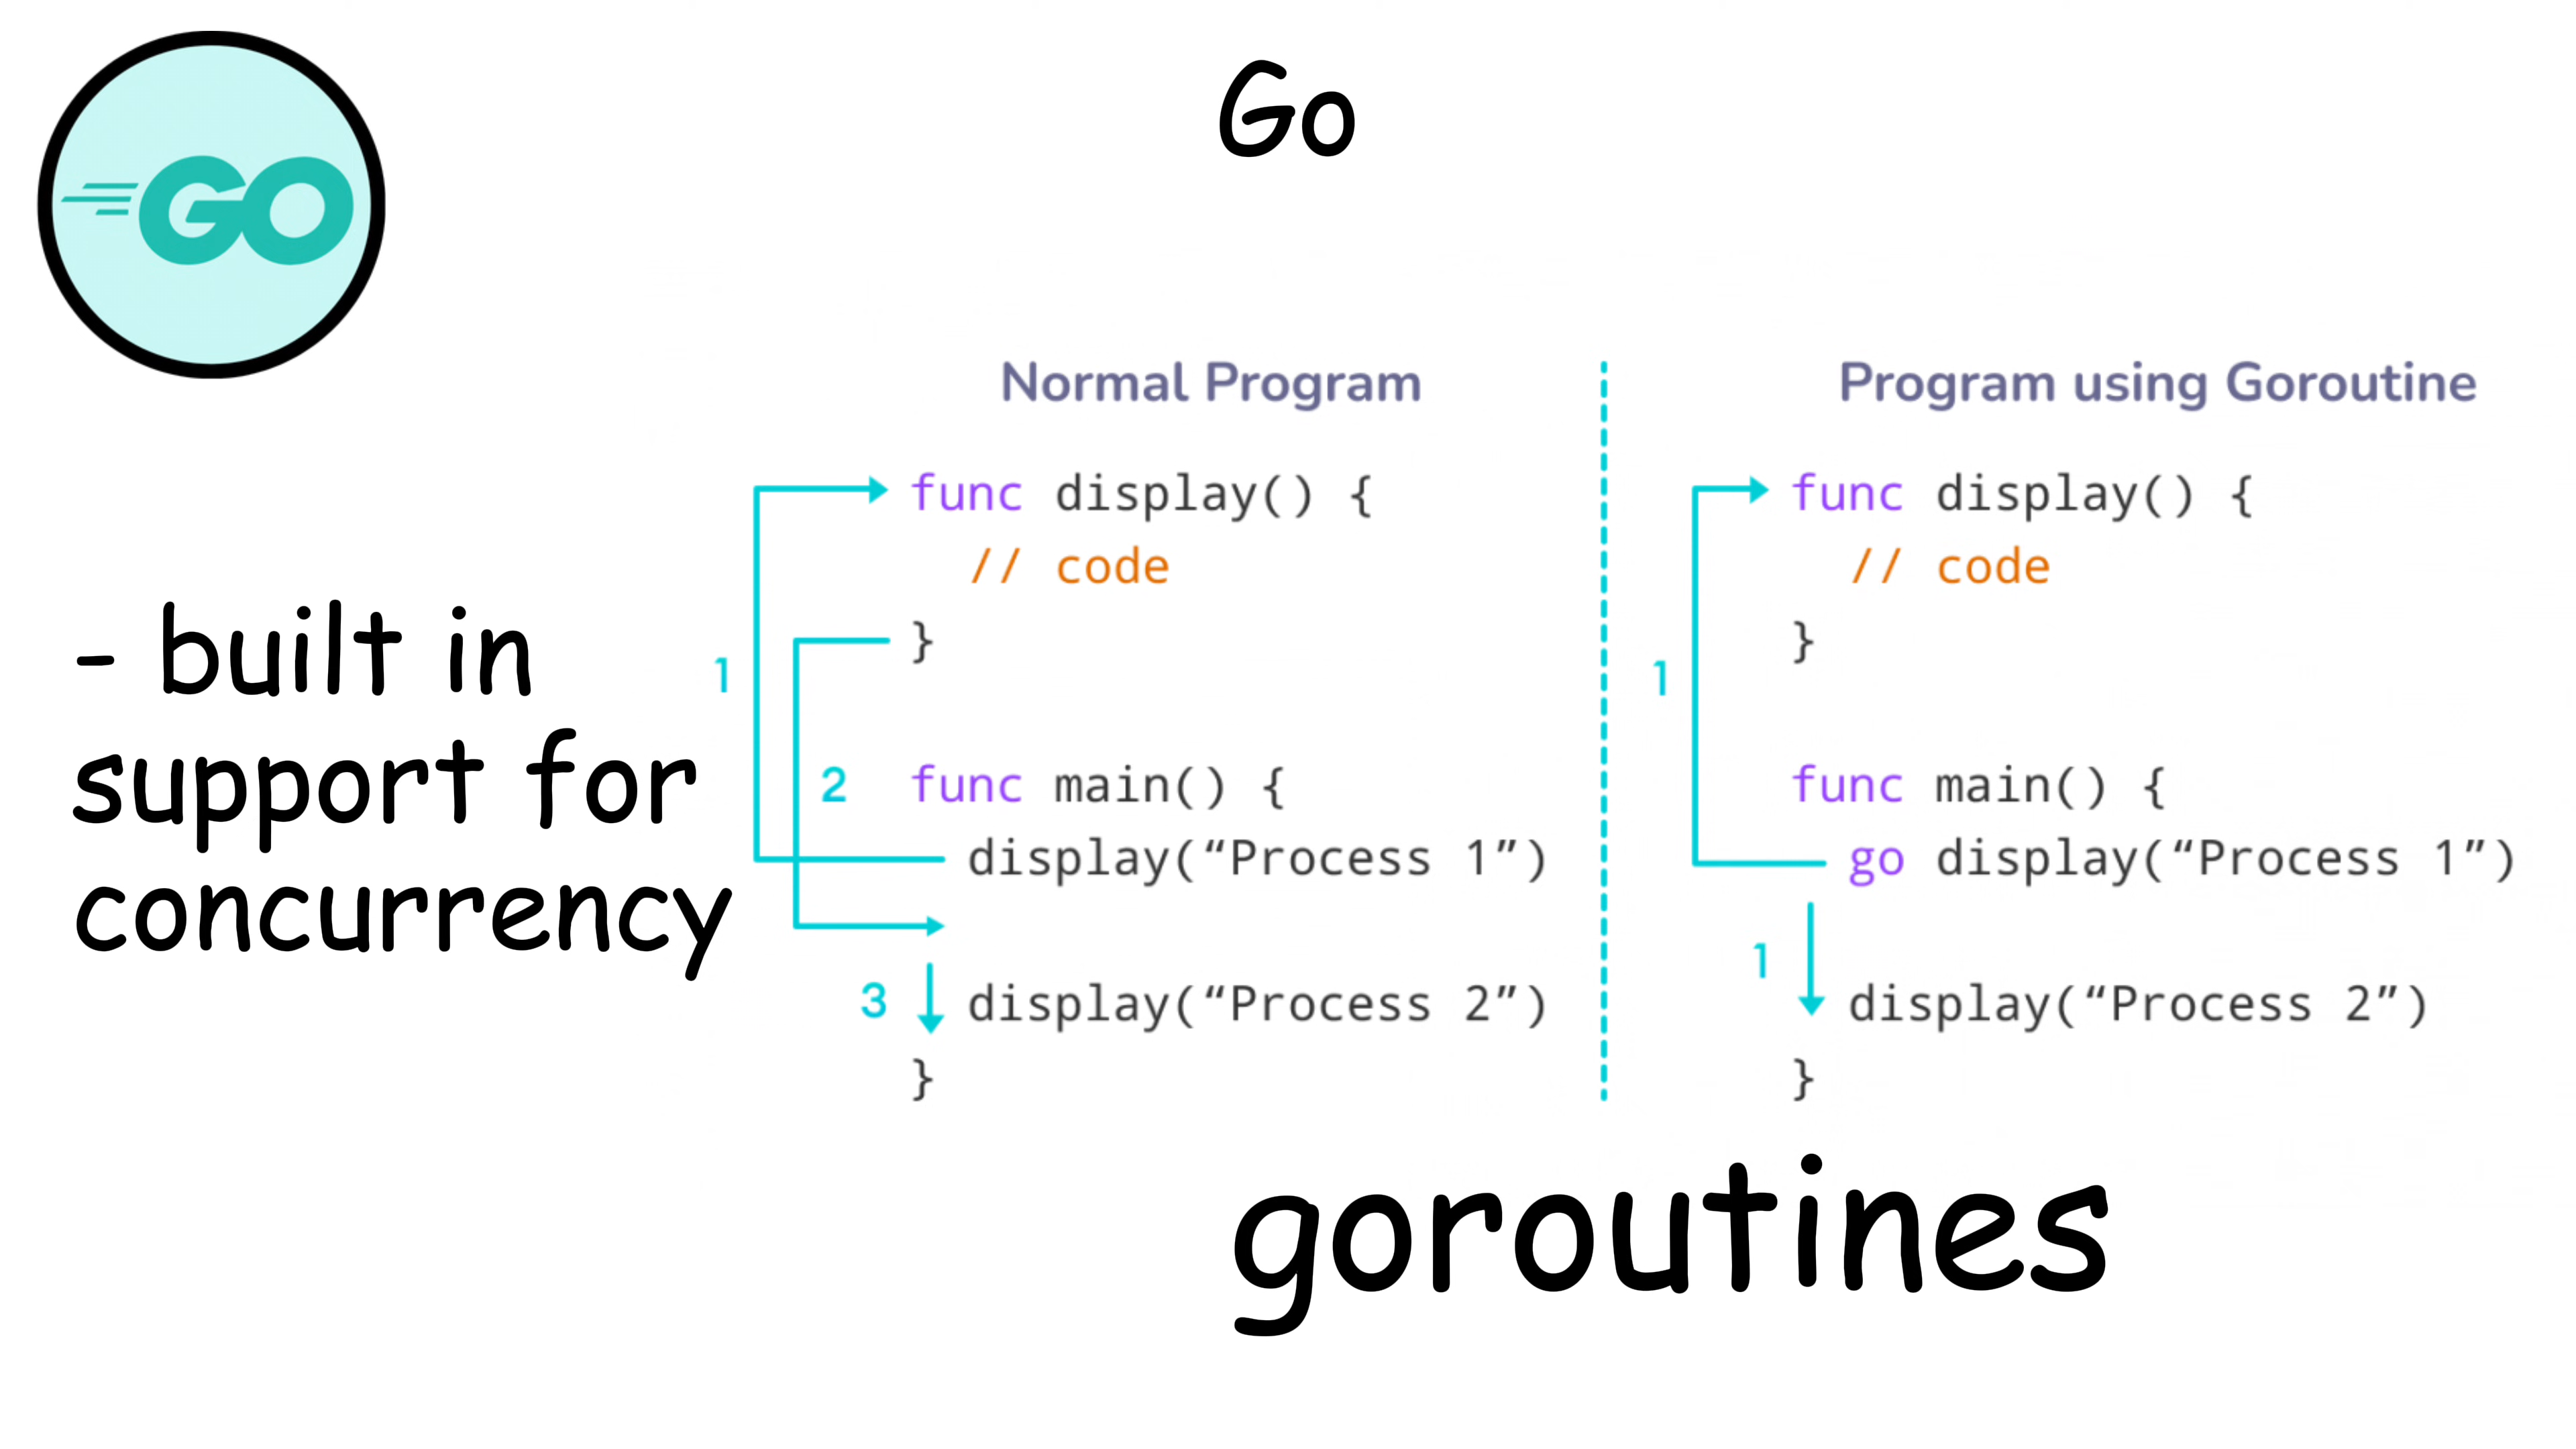 GO
Go
- built in
support for
concurrency
Normal Program
1
func display() {
// code
}
2
func main() {
display(“Process 1”)
3
display(“Process 2”)
}
Program using Goroutine
1
func display() {
// code
}
func main() {
go display(“Process 1”)
1
display(“Process 2”)
}
goroutines